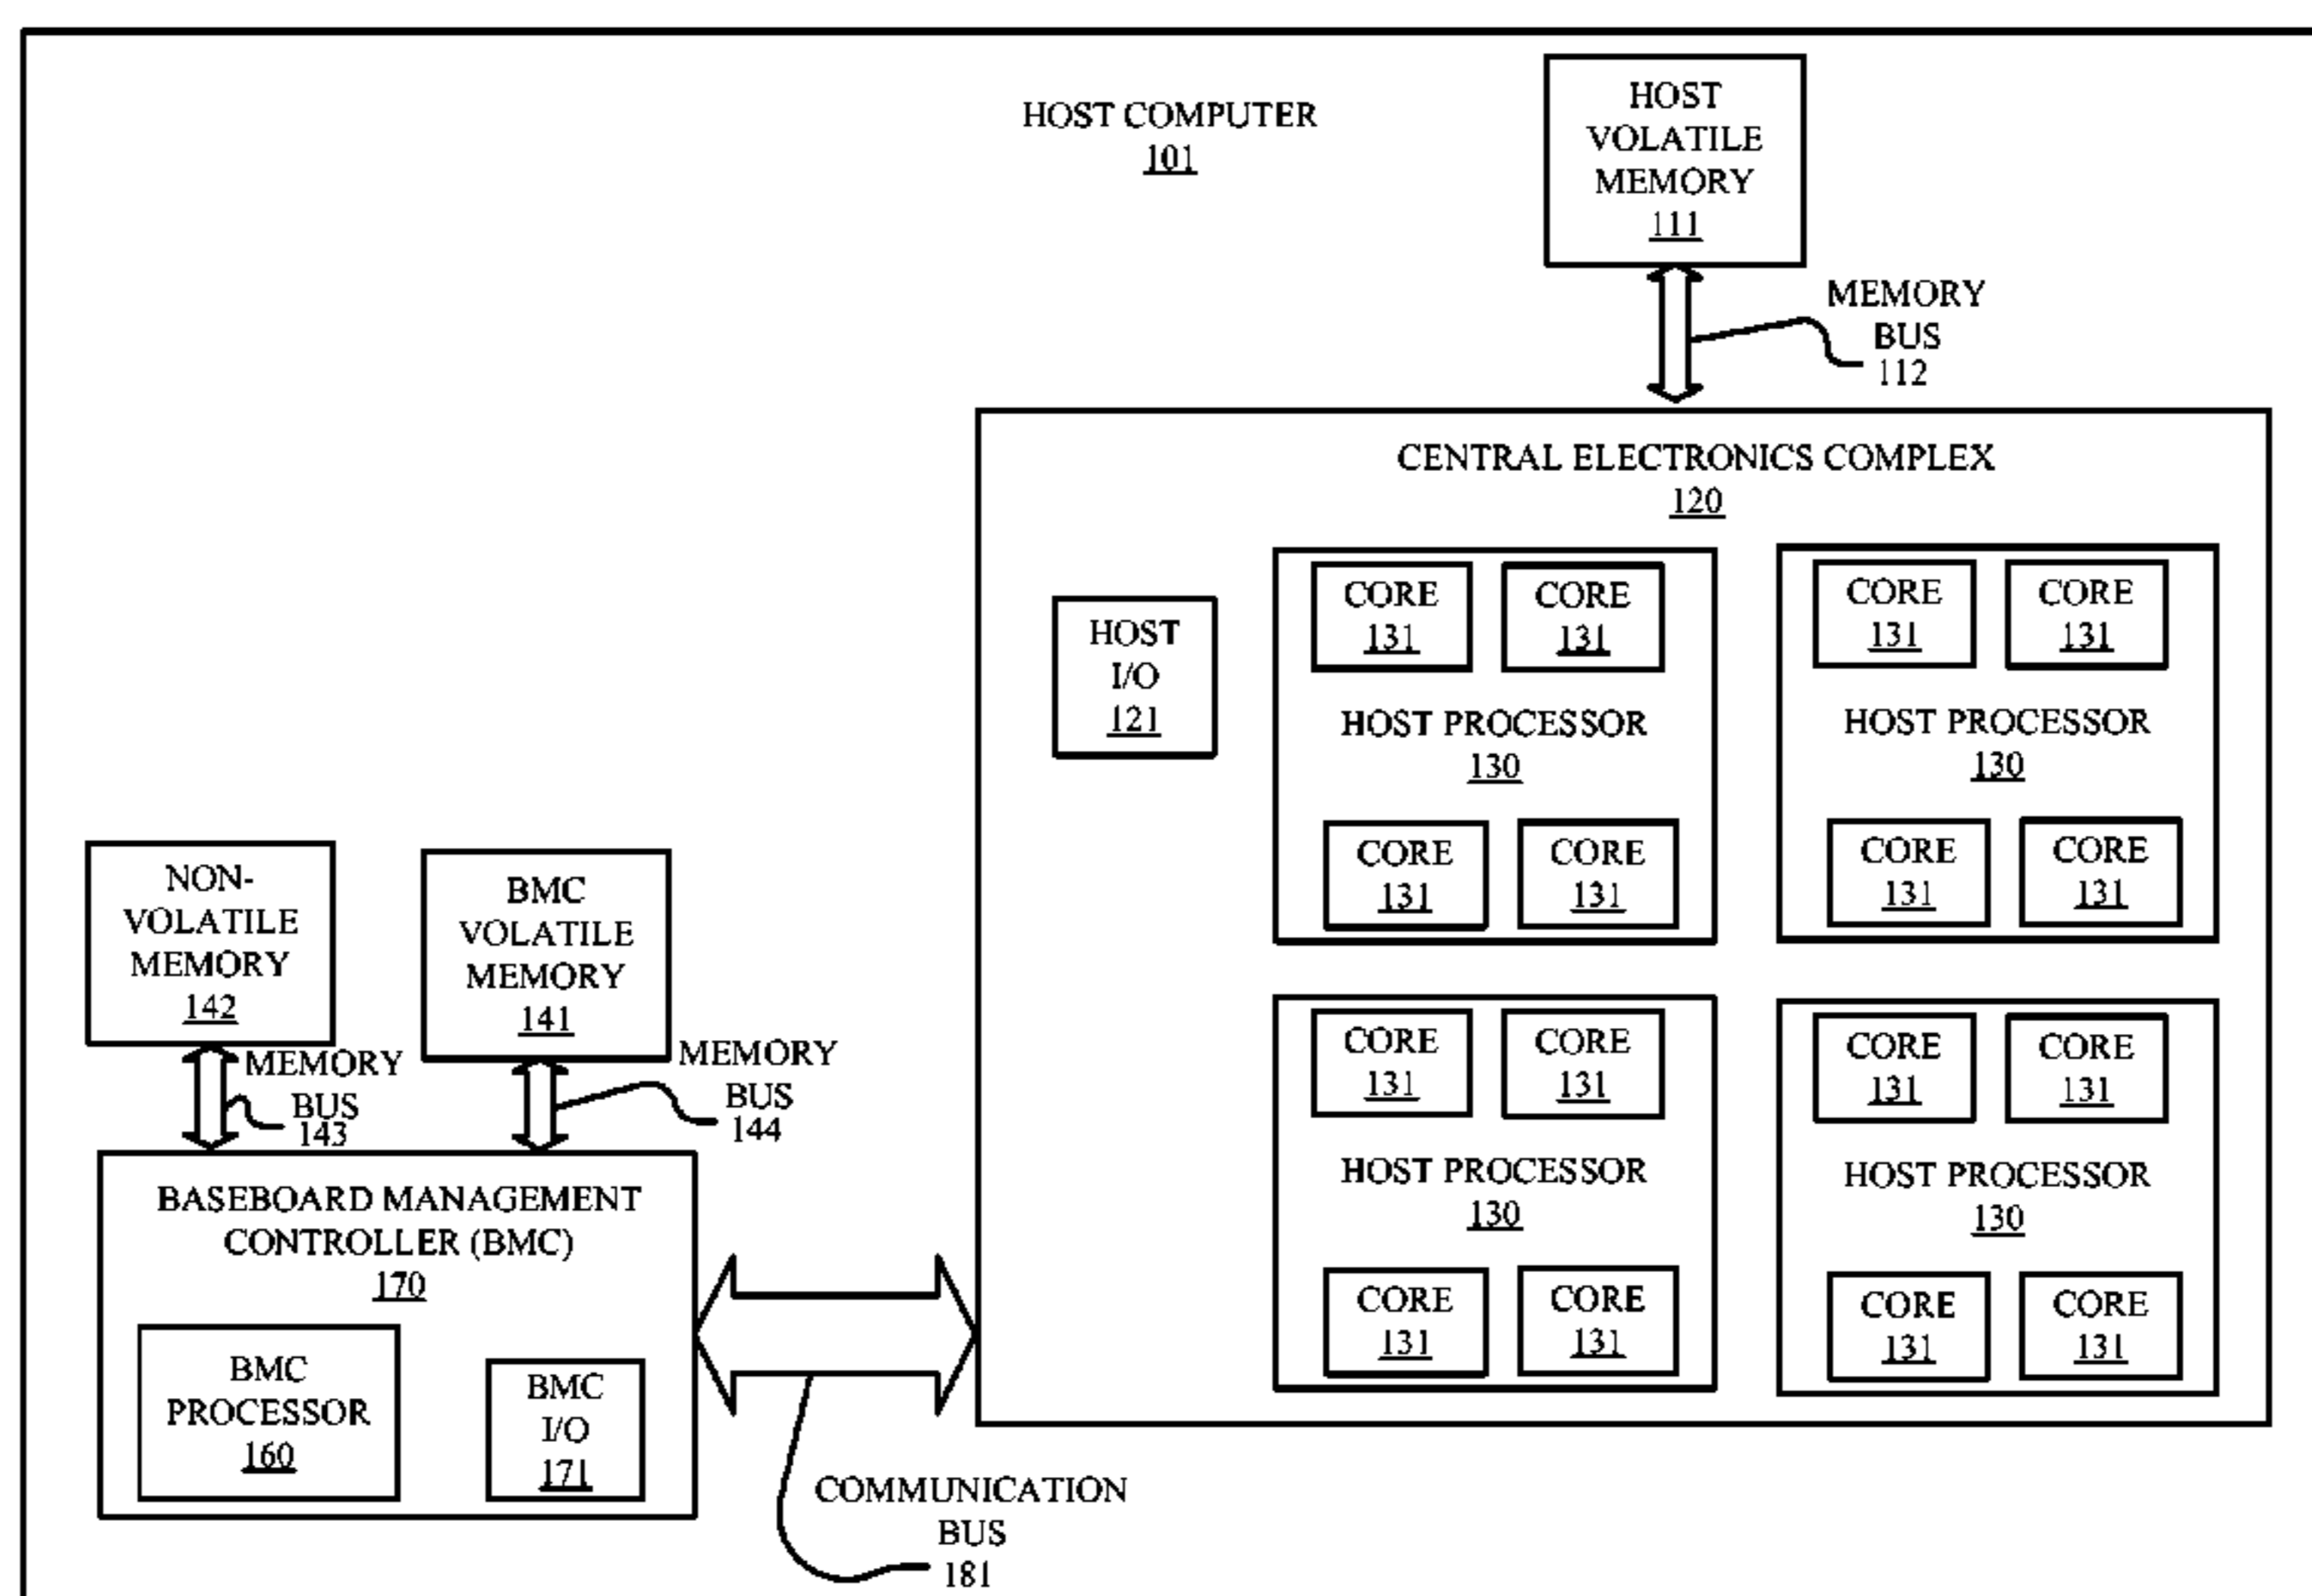 HOST COMPUTER
101
HOST
VOLATILE
MEMORY
111
MEMORY
BUS
112
CENTRAL ELECTRONICS COMPLEX
120
HOST
I/O
121
CORE
131
CORE
131
HOST PROCESSOR
130
CORE
131
CORE
131
CORE
131
CORE
131
HOST PROCESSOR
130
CORE
131
CORE
131
CORE
131
CORE
131
HOST PROCESSOR
130
CORE
131
CORE
131
CORE
131
CORE
131
HOST PROCESSOR
130
CORE
131
CORE
131
NON-
VOLATILE
MEMORY
142
BMC
VOLATILE
MEMORY
141
MEMORY
BUS
143
MEMORY
BUS
144
BASEBOARD MANAGEMENT
CONTROLLER (BMC)
170
BMC
PROCESSOR
160
BMC
I/O
171
COMMUNICATION
BUS
181